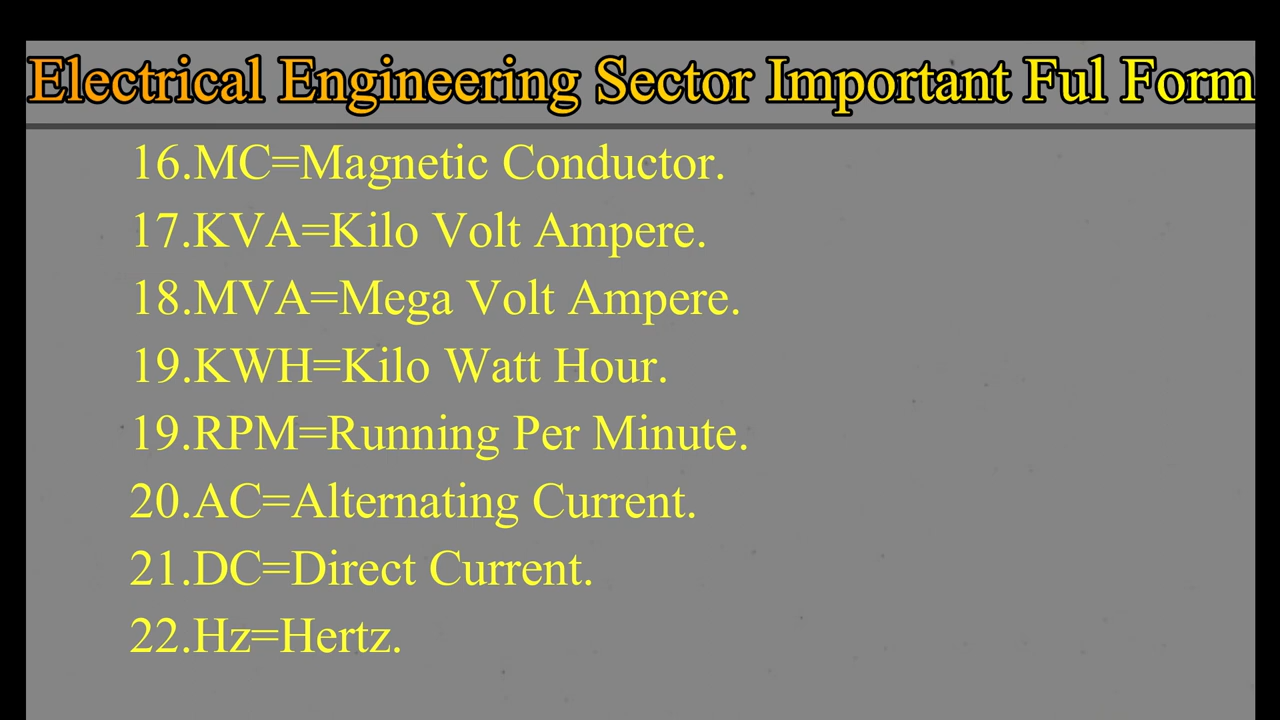 Electrical Engineering Sector Important Ful Form
16.MC=Magnetic Conductor.
17.KVA=Kilo Volt Ampere.
18.MVA=Mega Volt Ampere.
19.KWH=Kilo Watt Hour.
19.RPM=Running Per Minute.
20.AC=Alternating Current.
21.DC=Direct Current.
22.Hz=Hertz.